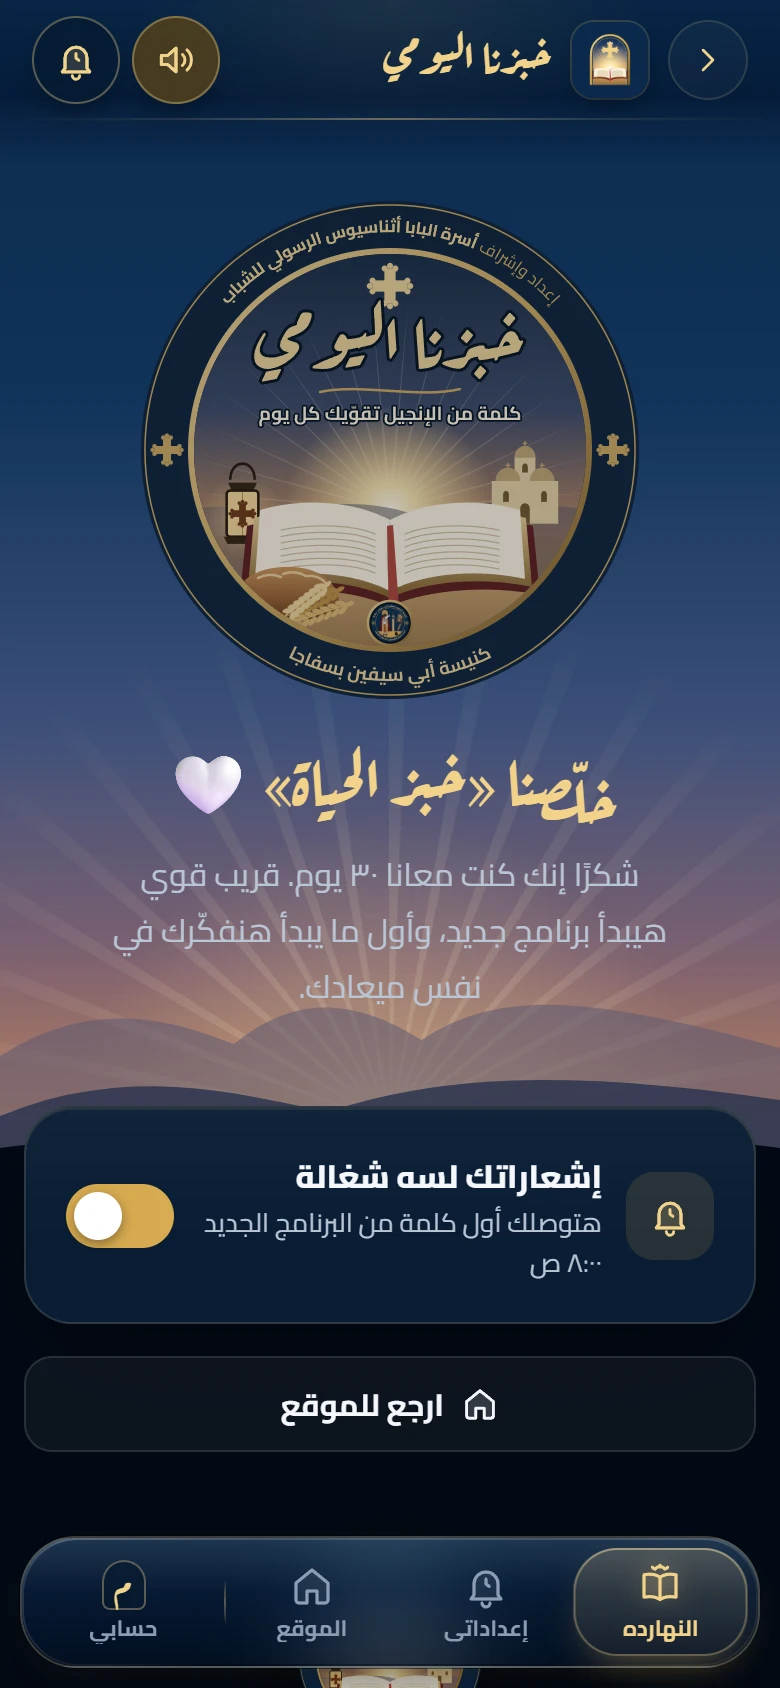 خبزنا اليومي
إعداد وإشراف أسرة البابا أثناسيوس الرسولي للشباب
خبزنا اليومي
كلمة من الإنجيل تقوّيك كل يوم
كنيسة أبي سيفين بسفاجا
خلّصنا «خبز الحياة» 🤍
شكرًا إنك كنت معانا ٣٠ يوم. قريب قوي
هيبدأ برنامج جديد، وأول ما يبدأ هنفكّرك في
نفس ميعادك.
إشعاراتك لسه شغالة
هتوصلك أول كلمة من البرنامج الجديد
٨:٠٠ ص
ارجع للموقع
النهارده
إعداداتى
الموقع
م
حسابي